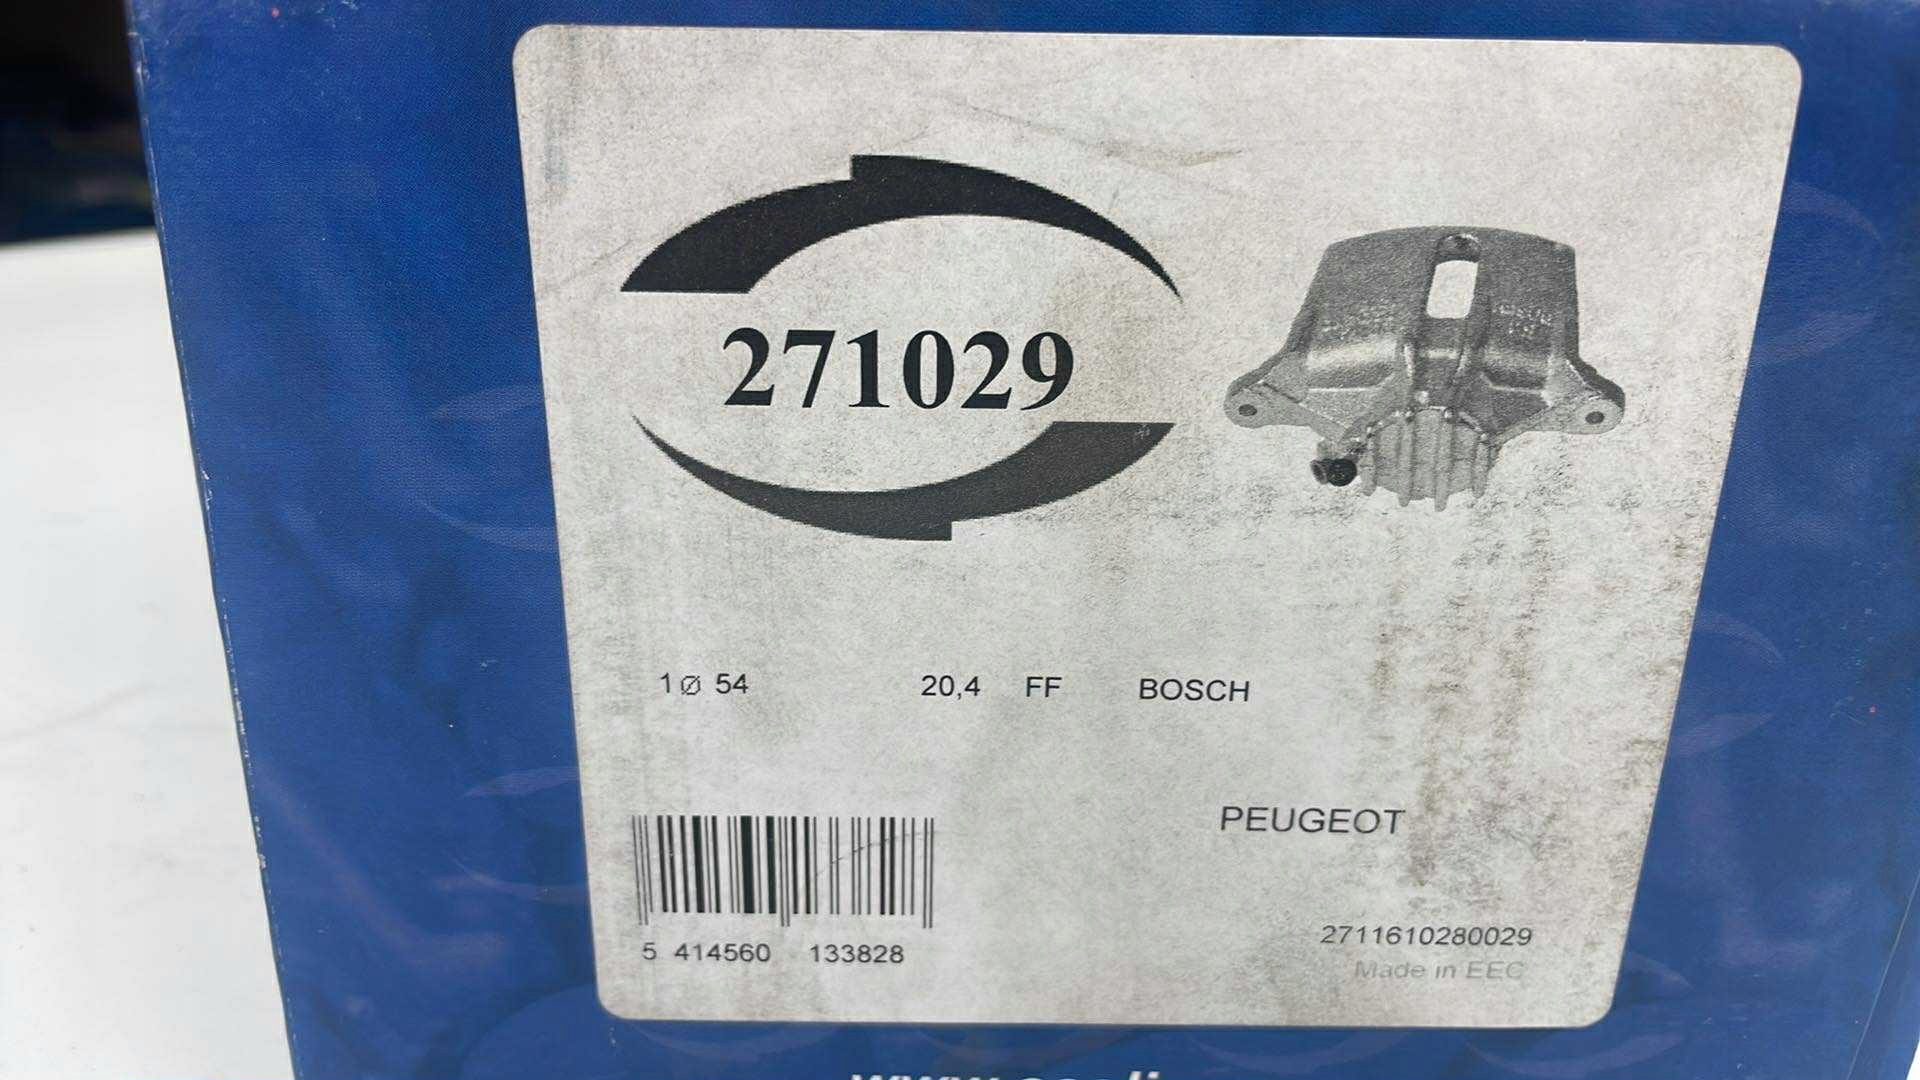 271029
1 ⌀ 54 20,4 FF BOSCH
PEUGEOT
5 414560 133828
2711610280029
Made in EEC